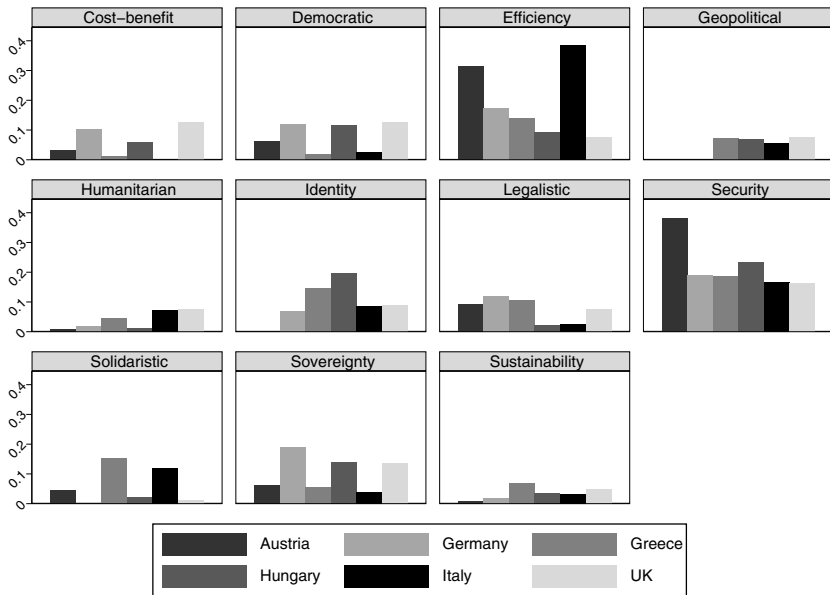 Cost−benefit Democratic Efficiency Geopolitical
0 0.1 0.2 0.3 0.4
Humanitarian Identity Legalistic Security
0 0.1 0.2 0.3 0.4
Solidaristic Sovereignty Sustainability
0 0.1 0.2 0.3 0.4
Austria Germany Greece
Hungary Italy UK